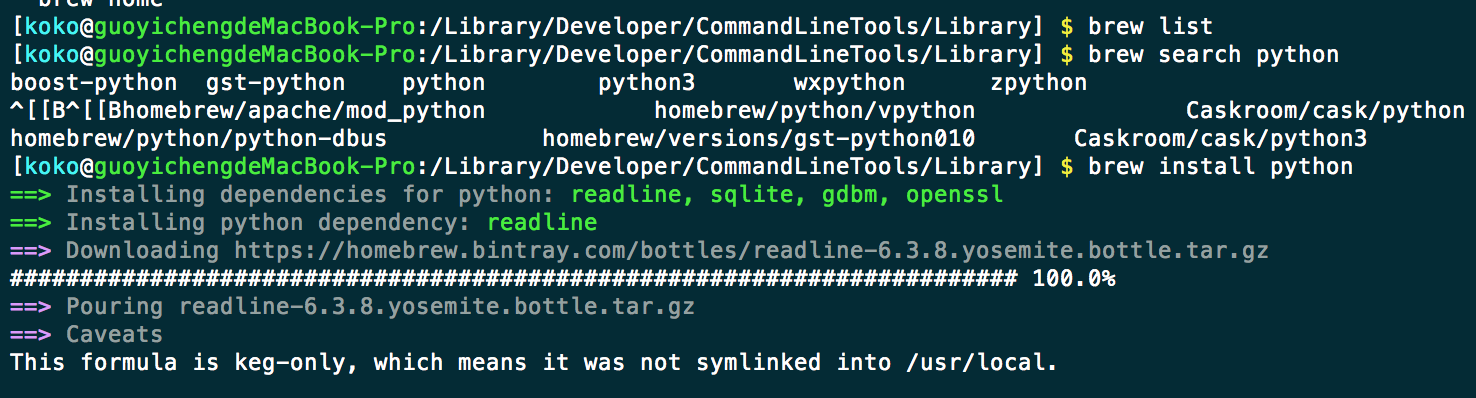 brew home
[koko@guoyichengdeMacBook-Pro:/Library/Developer/CommandLineTools/Library] $ brew list
[koko@guoyichengdeMacBook-Pro:/Library/Developer/CommandLineTools/Library] $ brew search python
boost-python  gst-python    python        python3       wxpython      zpython
^[[B^[[Bhomebrew/apache/mod_python            homebrew/python/vpython               Caskroom/cask/python
homebrew/python/python-dbus           homebrew/versions/gst-python010       Caskroom/cask/python3
[koko@guoyichengdeMacBook-Pro:/Library/Developer/CommandLineTools/Library] $ brew install python
==> Installing dependencies for python: readline, sqlite, gdbm, openssl
==> Installing python dependency: readline
==> Downloading https://homebrew.bintray.com/bottles/readline-6.3.8.yosemite.bottle.tar.gz
######################################################################## 100.0%
==> Pouring readline-6.3.8.yosemite.bottle.tar.gz
==> Caveats
This formula is keg-only, which means it was not symlinked into /usr/local.